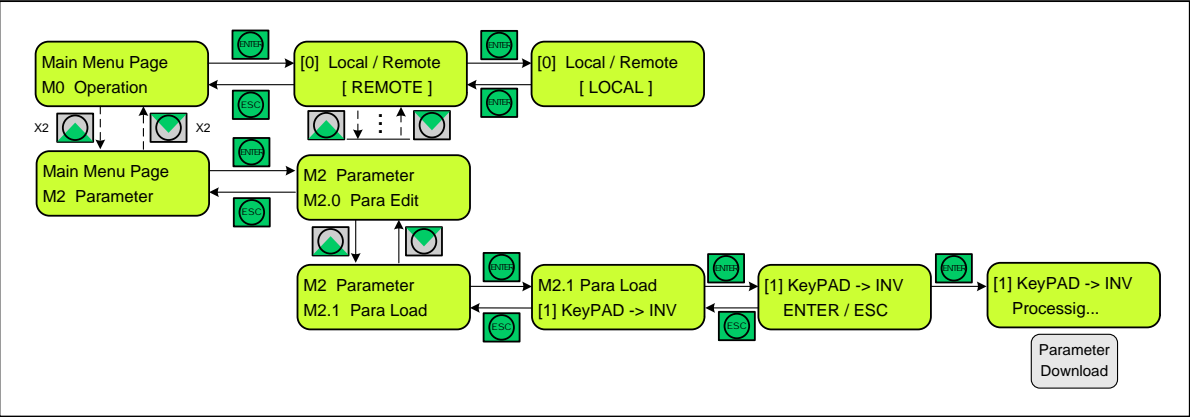 ENTER
ENTER
Main Menu Page
M0 Operation
[0] Local / Remote
[ REMOTE ]
[0] Local / Remote
[ LOCAL ]
ESC
ENTER
X2
X2
ENTER
Main Menu Page
M2 Parameter
M2 Parameter
M2.0 Para Edit
ESC
ENTER
ENTER
ENTER
M2 Parameter
M2.1 Para Load
M2.1 Para Load
[1] KeyPAD -> INV
[1] KeyPAD -> INV
ENTER / ESC
[1] KeyPAD -> INV
Processig...
ESC
ESC
Parameter
Download